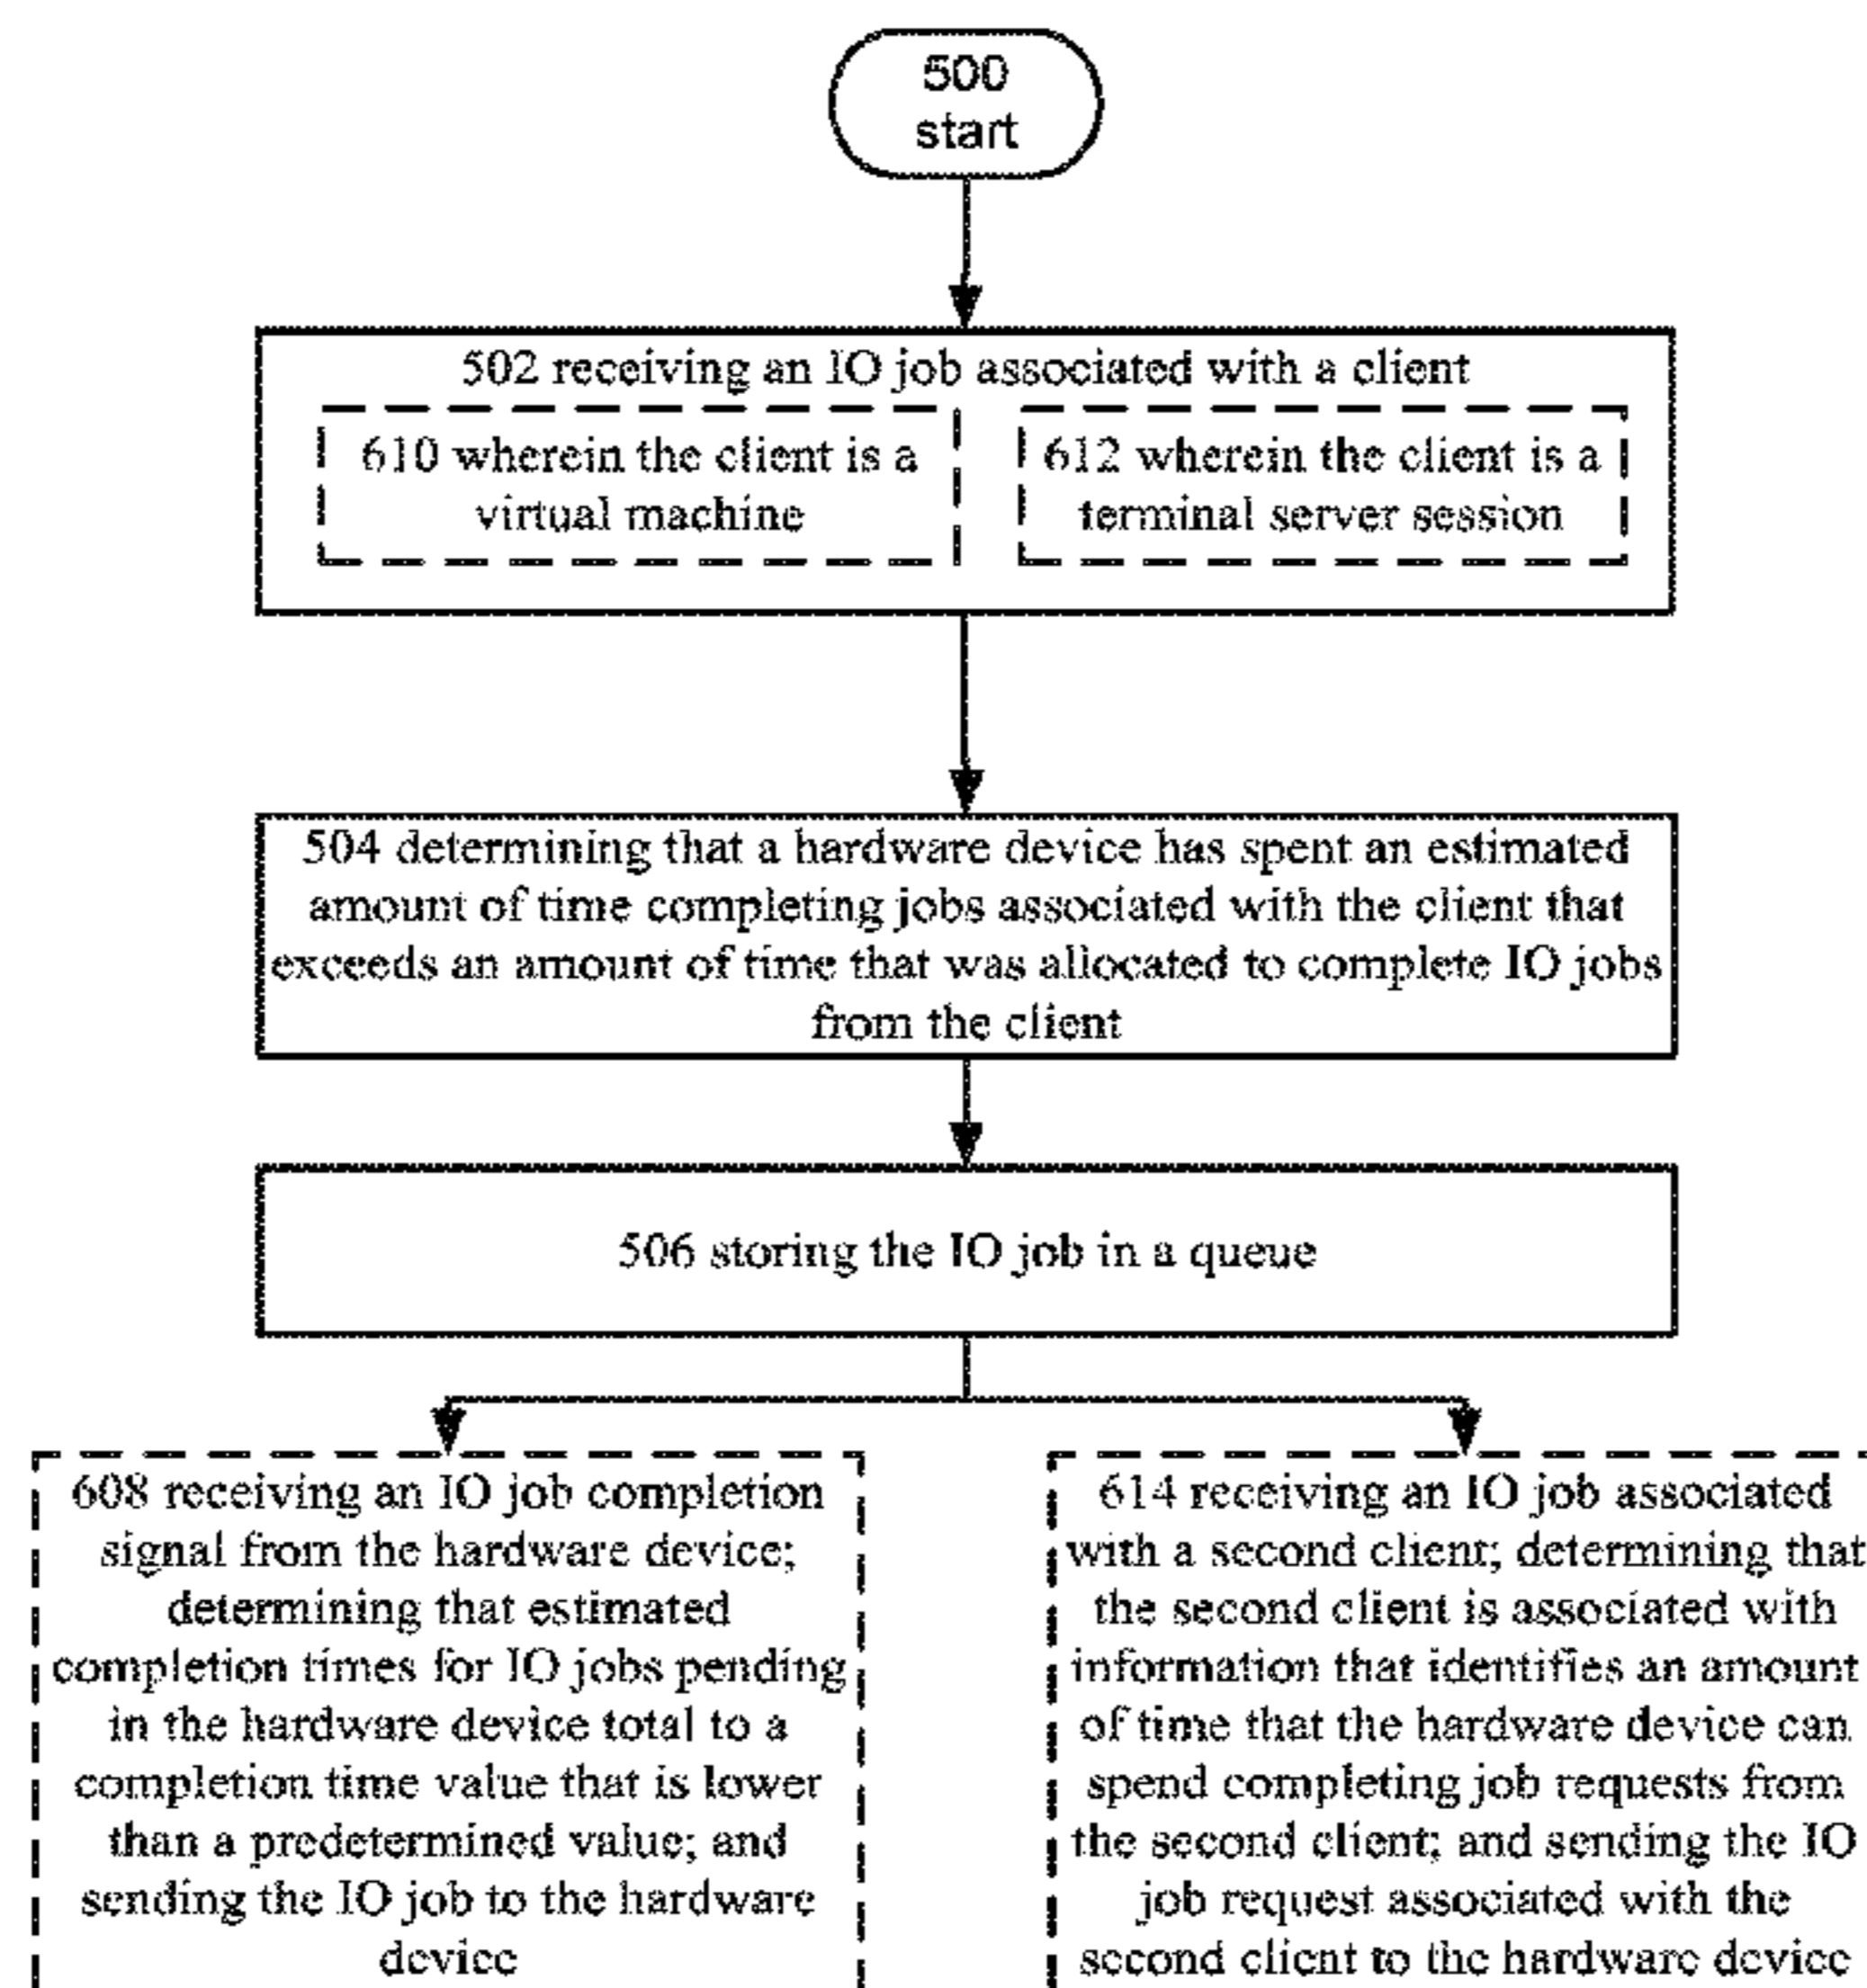 500
start
502 receiving an IO job associated with a client
610 wherein the client is a
virtual machine
612 wherein the client is a
terminal server session
504 determining that a hardware device has spent an estimated
amount of time completing jobs associated with the client that
exceeds an amount of time that was allocated to complete IO jobs
from the client
506 storing the IO job in a queue
608 receiving an IO job completion
signal from the hardware device;
determining that estimated
completion times for IO jobs pending
in the hardware device total to a
completion time value that is lower
than a predetermined value; and
sending the IO job to the hardware
device
614 receiving an IO job associated
with a second client; determining that
the second client is associated with
information that identifies an amount
of time that the hardware device can
spend completing job requests from
the second client; and sending the IO
job request associated with the
second client to the hardware device